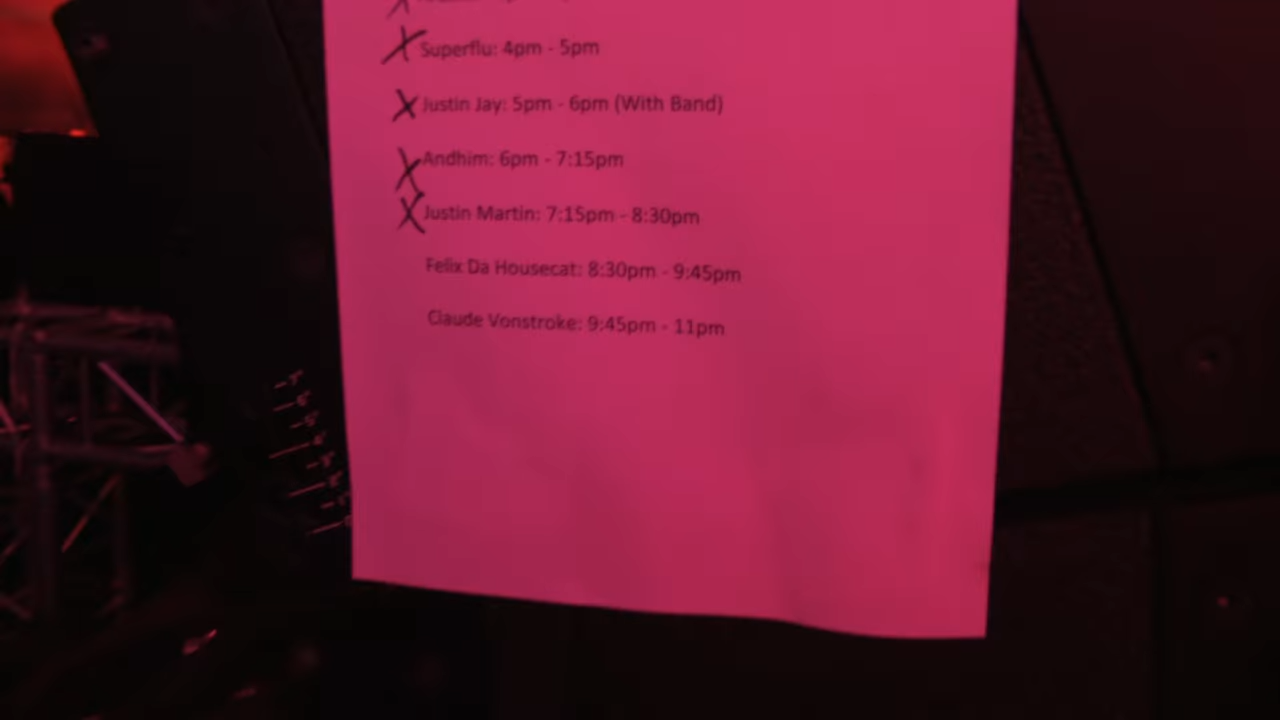 Superflu: 4pm - 5pm
Justin Jay: 5pm - 6pm (With Band)
Andhim: 6pm - 7:15pm
Justin Martin: 7:15pm - 8:30pm
Felix Da Housecat: 8:30pm - 9:45pm
Claude Vonstroke: 9:45pm - 11pm